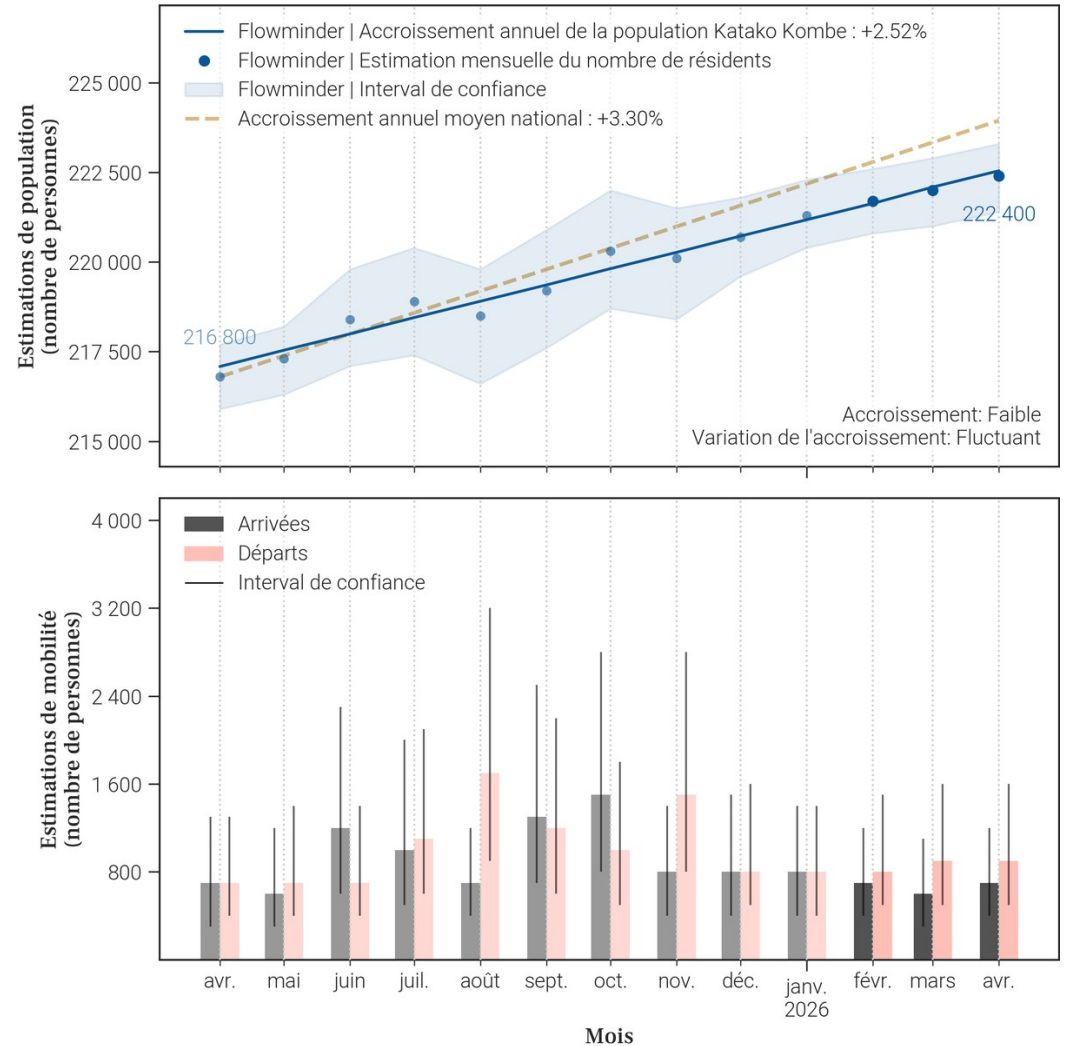 Flowminder | Accroissement annuel de la population Katako Kombe : +2.52%
Flowminder | Estimation mensuelle du nombre de résidents
Flowminder | Interval de confiance
Accroissement annuel moyen national : +3.30%
Estimations de population
(nombre de personnes)
225 000
222 500
220 000
217 500
215 000
216 800
222 400
Accroissement: Faible
Variation de l'accroissement: Fluctuant
Arrivées
Départs
Interval de confiance
Estimations de mobilité
(nombre de personnes)
4 000
3 200
2 400
1 600
800
avr. mai juin juil. août sept. oct. nov. déc. janv. févr. mars avr.
2026
Mois